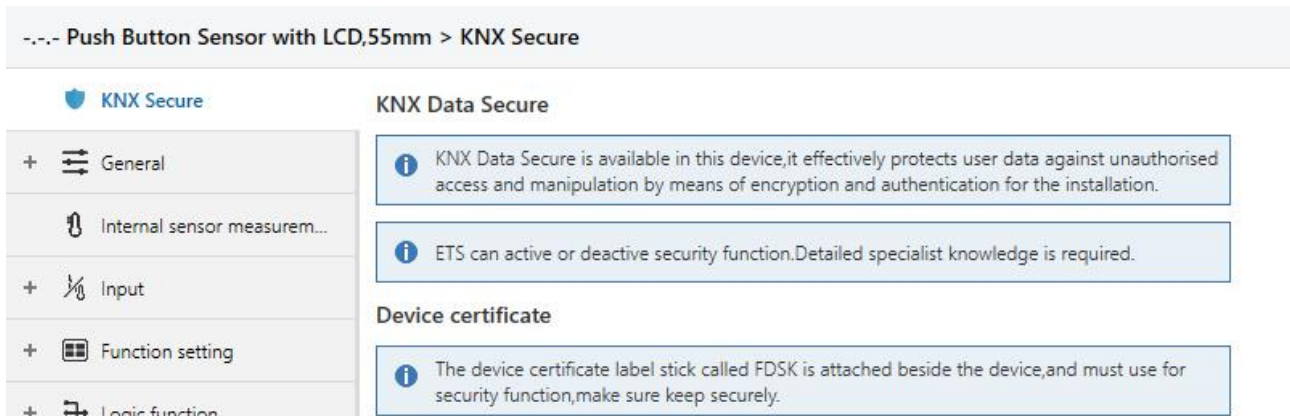 -.-.- Push Button Sensor with LCD,55mm > KNX Secure
KNX Secure
General
Internal sensor measurem...
Input
Function setting
Logic function
KNX Data Secure
KNX Data Secure is available in this device,it effectively protects user data against unauthorised
access and manipulation by means of encryption and authentication for the installation.
ETS can active or deactive security function.Detailed specialist knowledge is required.
Device certificate
The device certificate label stick called FDSK is attached beside the device,and must use for
security function,make sure keep securely.